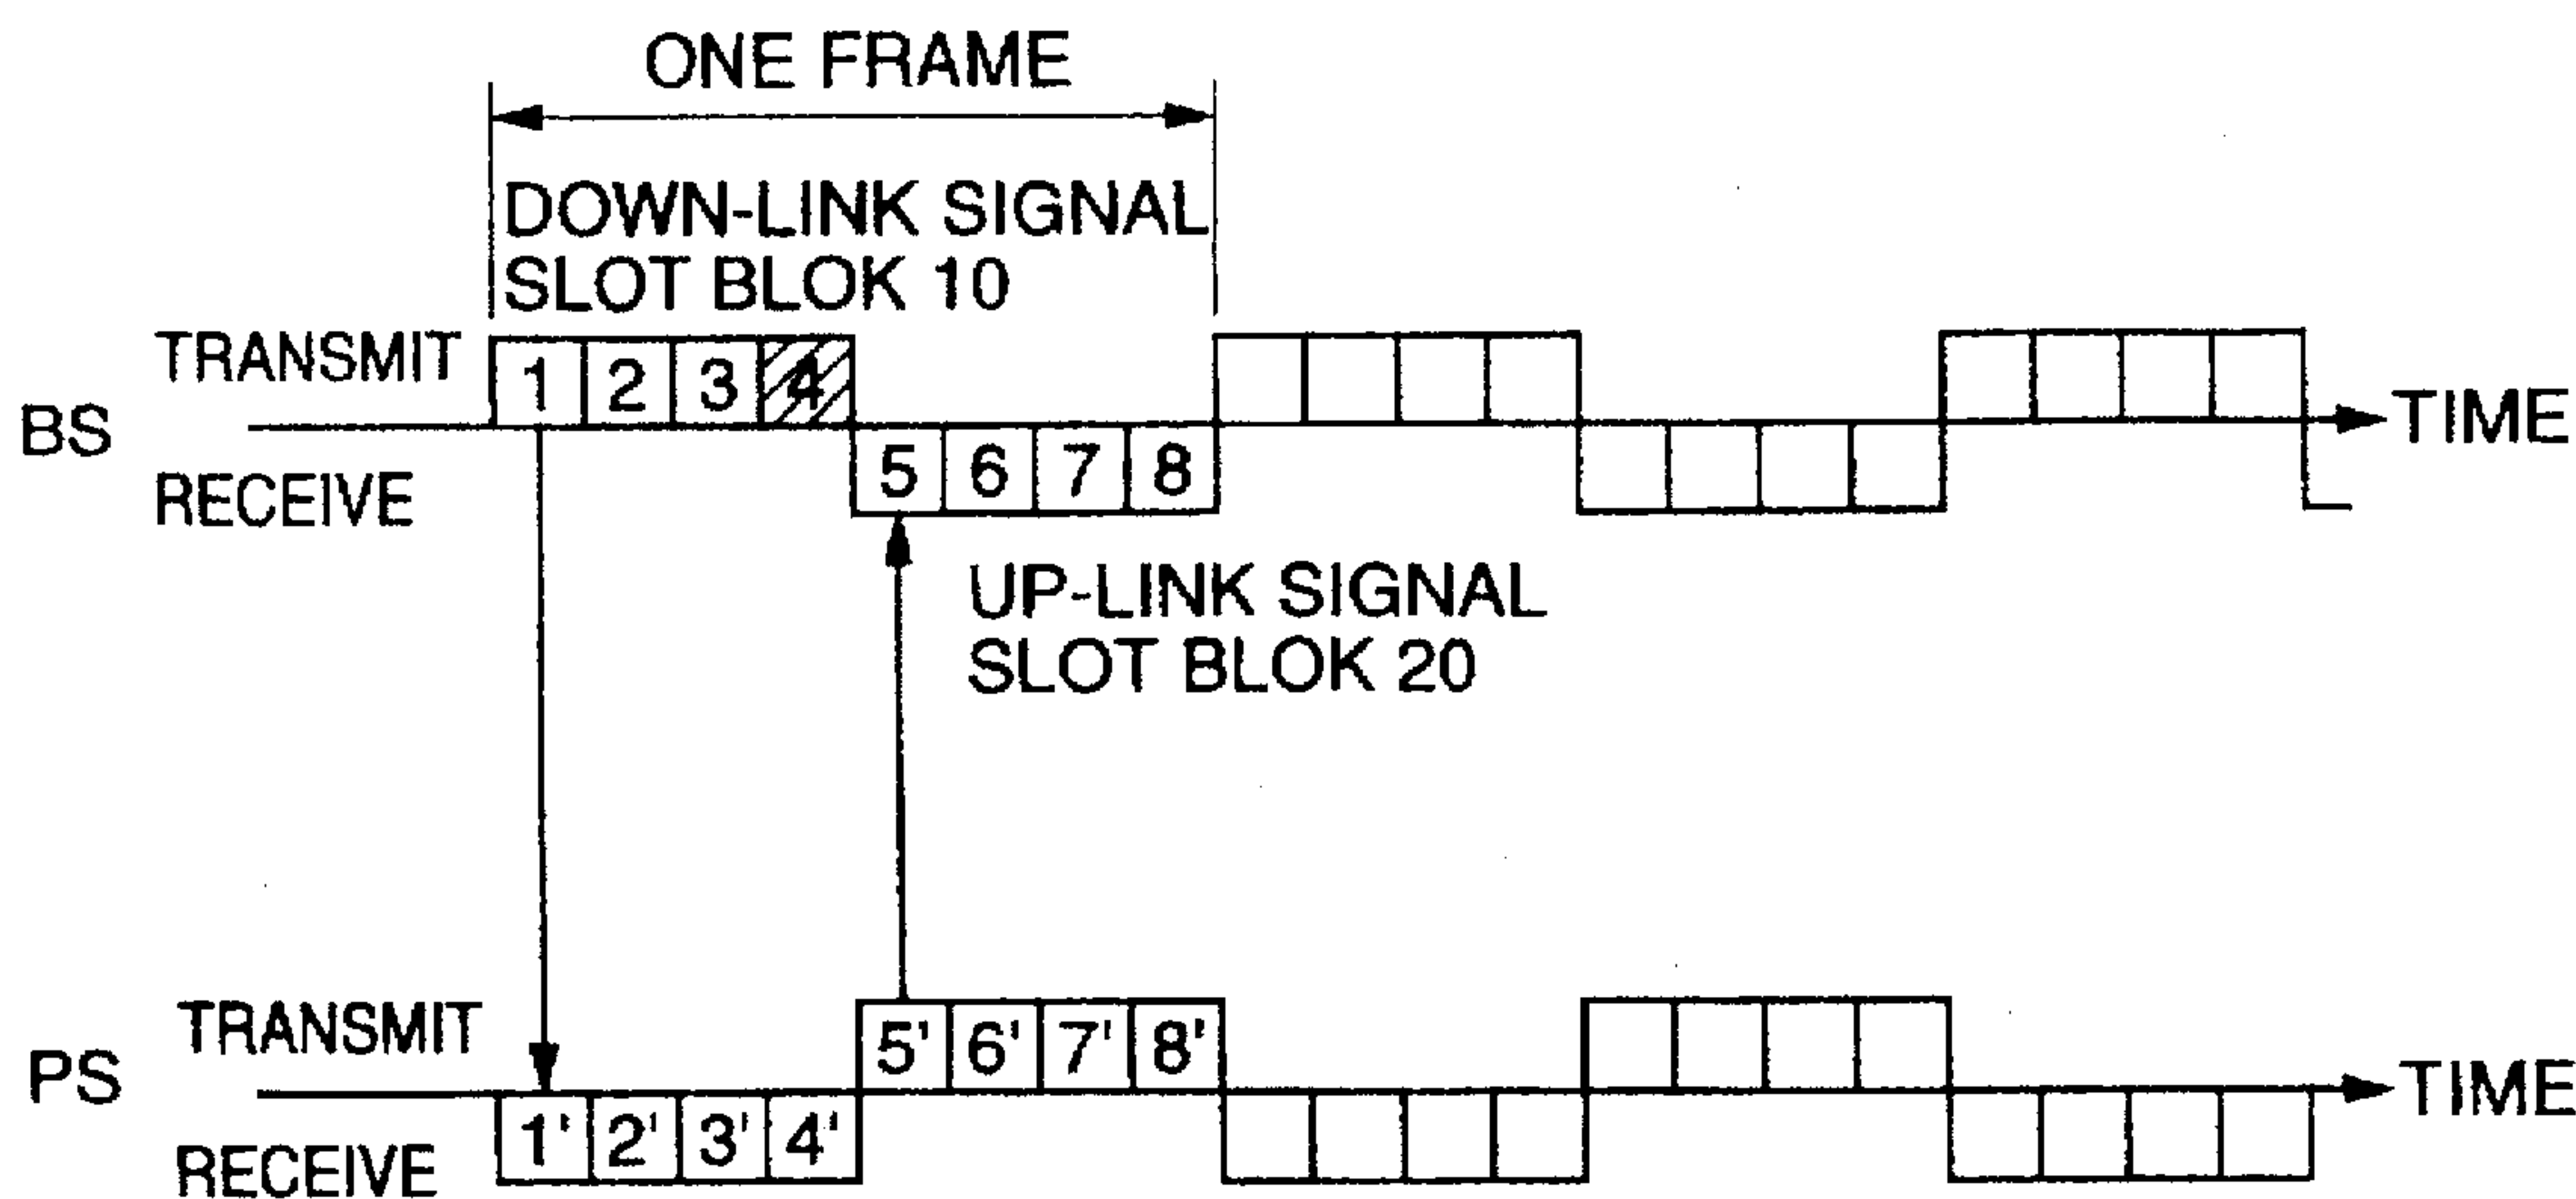 ONE FRAME
DOWN-LINK SIGNAL
SLOT BLOK 10
TRANSMIT
1 2 3 4
BS
TIME
5 6 7 8
RECEIVE
UP-LINK SIGNAL
SLOT BLOK 20
TRANSMIT
5' 6' 7' 8'
PS
TIME
1' 2' 3' 4'
RECEIVE